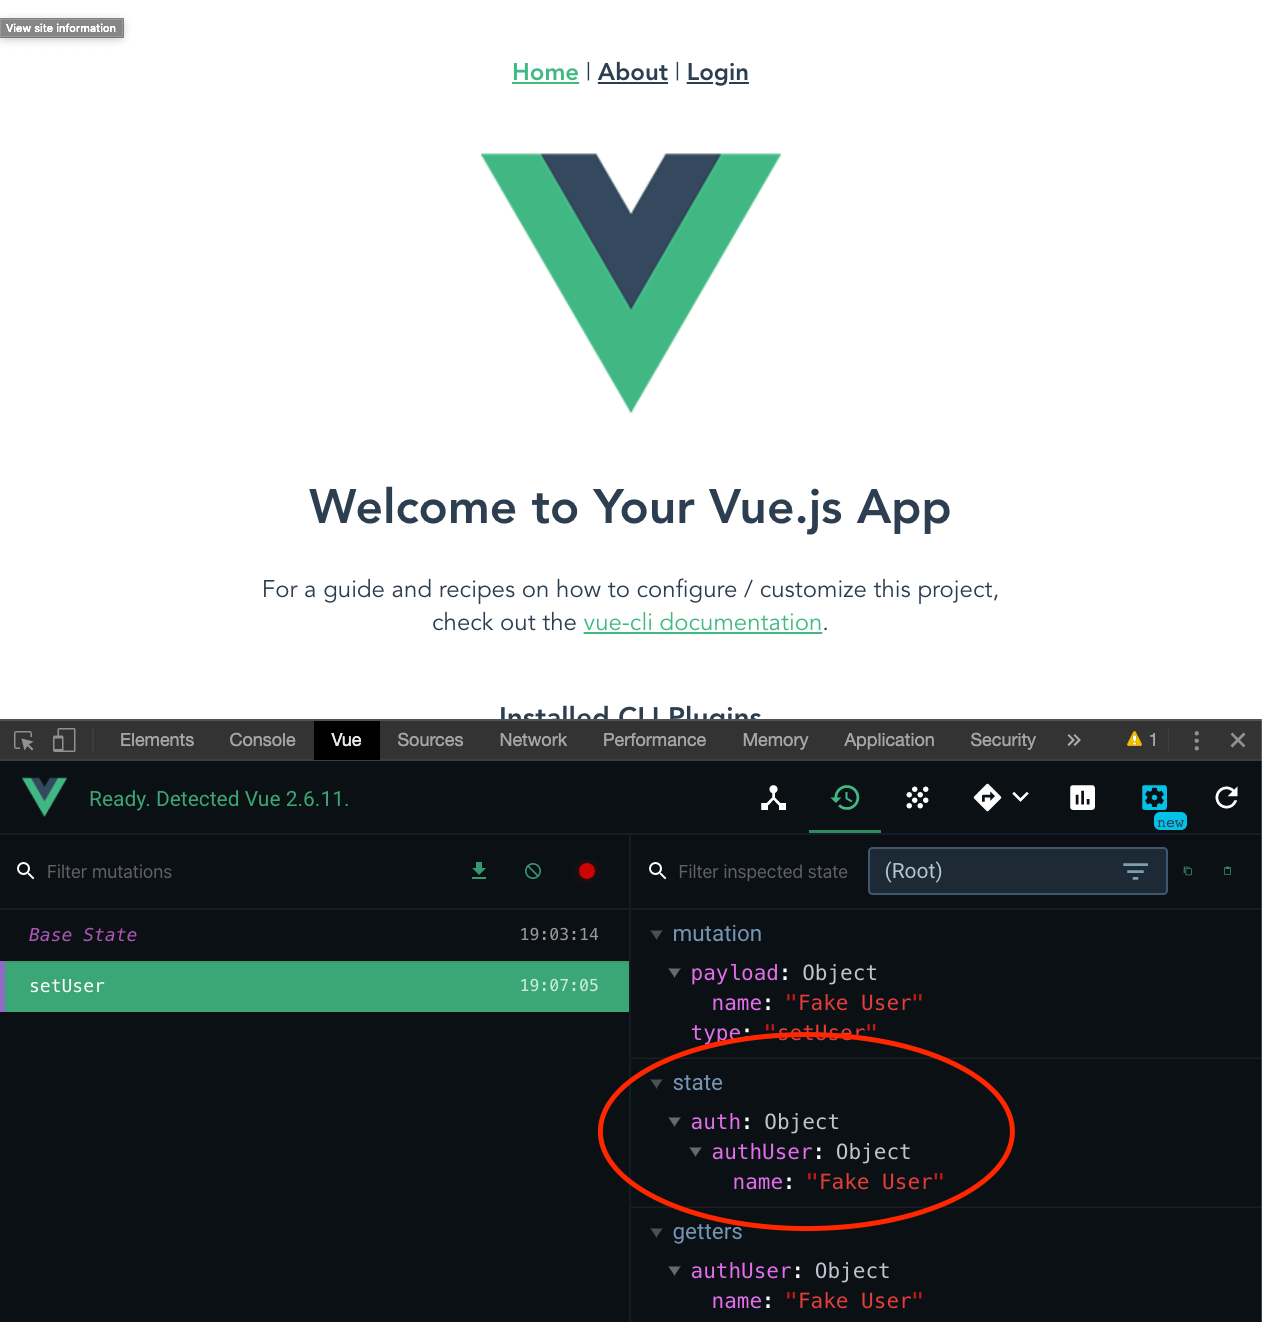 View site information
Home | About | Login
Welcome to Your Vue.js App
For a guide and recipes on how to configure / customize this project,
check out the vue-cli documentation.
Installed CLI Plugins
Elements Console Vue Sources Network Performance Memory Application Security » 1
Ready. Detected Vue 2.6.11.
new
Filter mutations
Filter inspected state (Root)
Base State 19:03:14
setUser 19:07:05
mutation
payload: Object
name: "Fake User"
type: "setUser"
state
auth: Object
authUser: Object
name: "Fake User"
getters
authUser: Object
name: "Fake User"